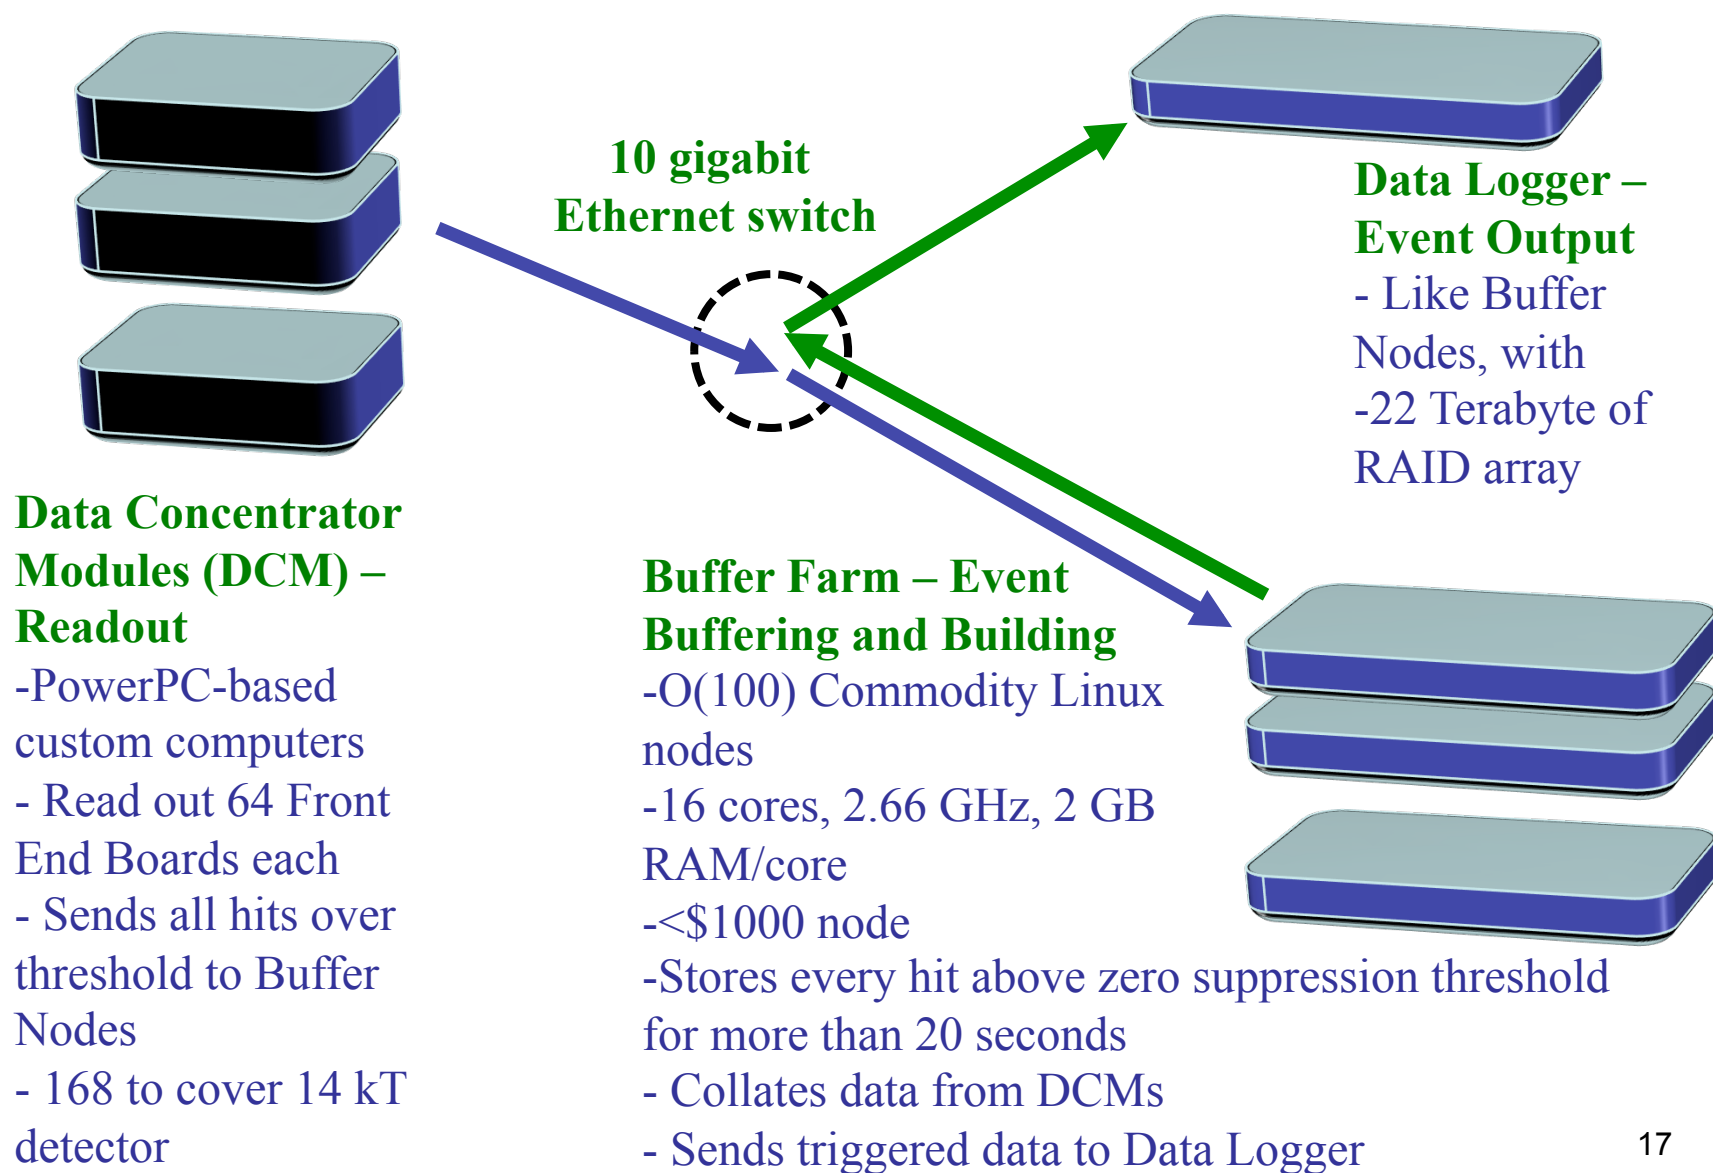 10 gigabit
Ethernet switch
Data Logger –
Event Output
- Like Buffer
Nodes, with
-22 Terabyte of
RAID array
Data Concentrator
Modules (DCM) –
Readout
-PowerPC-based
custom computers
- Read out 64 Front
End Boards each
- Sends all hits over
threshold to Buffer
Nodes
- 168 to cover 14 kT
detector
Buffer Farm – Event
Buffering and Building
-O(100) Commodity Linux
nodes
-16 cores, 2.66 GHz, 2 GB
RAM/core
-<$1000 node
-Stores every hit above zero suppression threshold
for more than 20 seconds
- Collates data from DCMs
- Sends triggered data to Data Logger
17